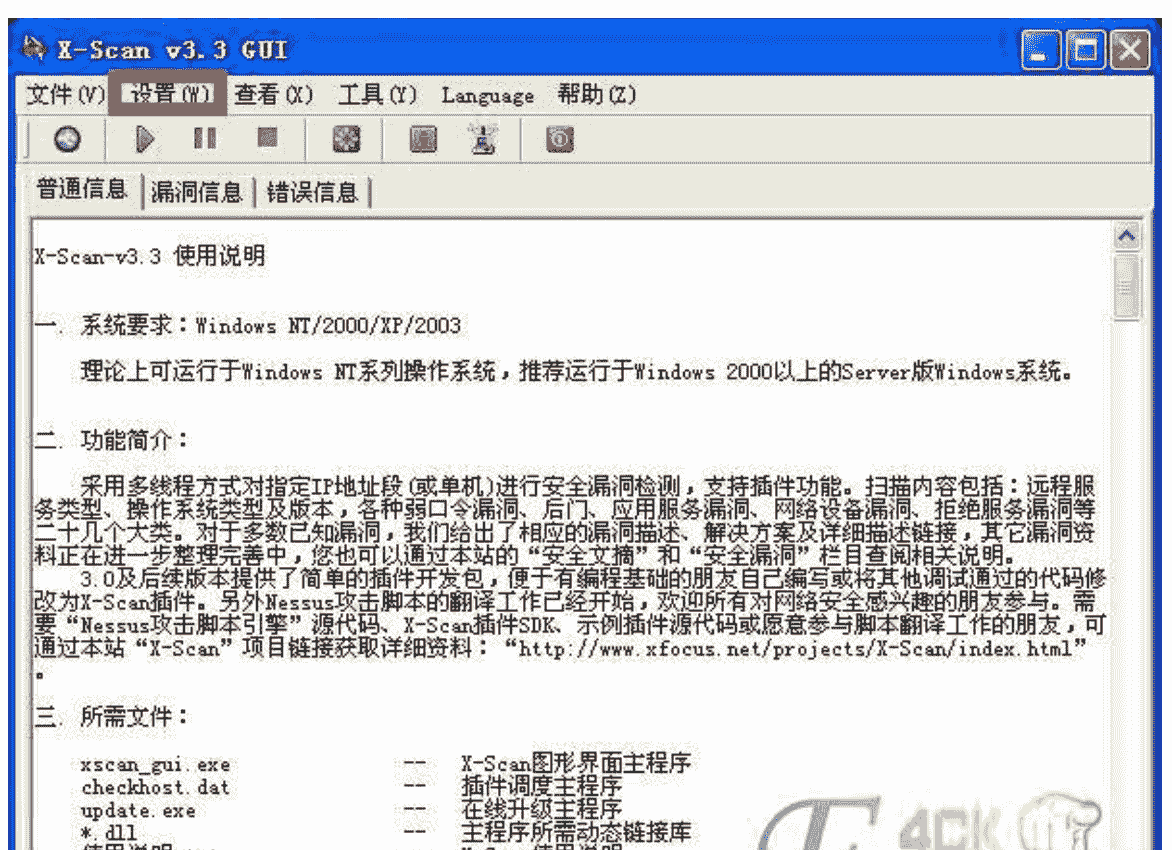 X-Scan v3.3 GUI
文件(V) 设置(W) 查看(X) 工具(Y) Language 帮助(Z)
普通信息 漏洞信息 错误信息
X-Scan-v3.3 使用说明
一. 系统要求：Windows NT/2000/XP/2003
理论上可运行于Windows NT系列操作系统，推荐运行于Windows 2000以上的Server版Windows系统。
二. 功能简介：
采用多线程方式对指定IP地址段(或单机)进行安全漏洞检测，支持插件功能。扫描内容包括：远程服
务类型、操作系统类型及版本，各种弱口令漏洞、后门、应用服务漏洞、网络设备漏洞、拒绝服务漏洞等
二十几个大类。对于多数已知漏洞，我们给出了相应的漏洞描述、解决方案及详细描述链接，其它漏洞资
料正在进一步整理完善中，您也可以通过本站的“安全文摘”和“安全漏洞”栏目查阅相关说明。
3.0及后续版本提供了简单的插件开发包，便于有编程基础的朋友自己编写或将其他调试通过的代码修
改为X-Scan插件。另外Nessus攻击脚本的翻译工作已经开始，欢迎所有对网络安全感兴趣的朋友参与。需
要“Nessus攻击脚本引擎”源代码、X-Scan插件SDK、示例插件源代码或愿意参与脚本翻译工作的朋友，可
通过本站“X-Scan”项目链接获取详细资料：“http://www.xfocus.net/projects/X-Scan/index.html”
。
三. 所需文件：
xscan_gui.exe -- X-Scan图形界面主程序
checkhost.dat -- 插件调度主程序
update.exe -- 在线升级主程序
*.dll -- 主程序所需动态链接库
4CK